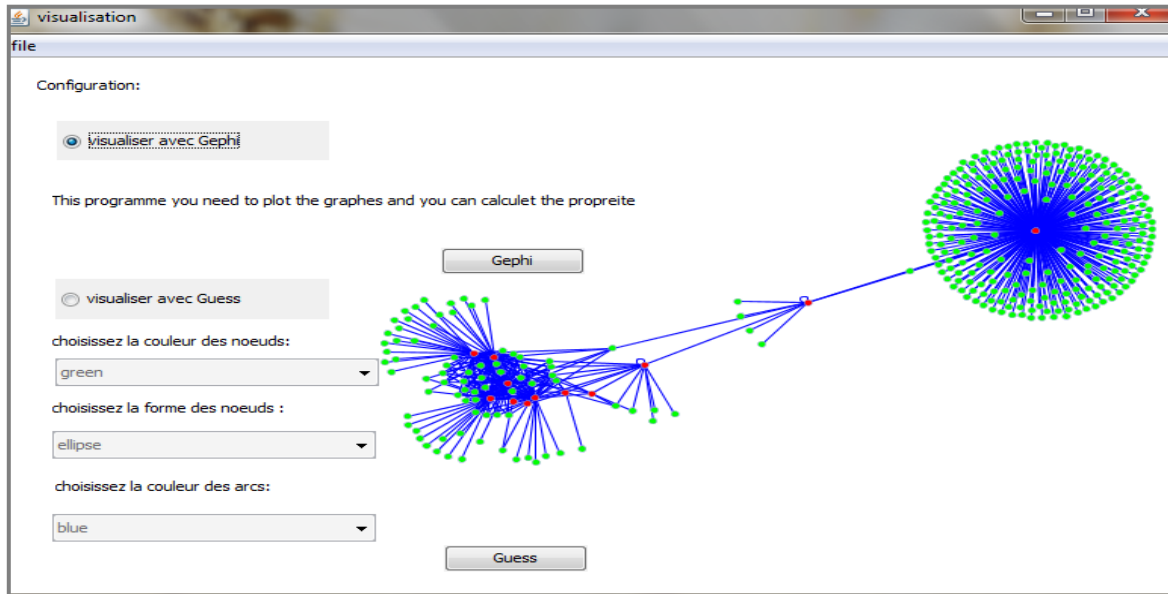 visualisation
file
Configuration:
visualiser avec Gephi
This programme you need to plot the graphes and you can calculet the propreite
Gephi
visualiser avec Guess
choisissez la couleur des noeuds:
green
choisissez la forme des noeuds :
ellipse
choisissez la couleur des arcs:
blue
Guess